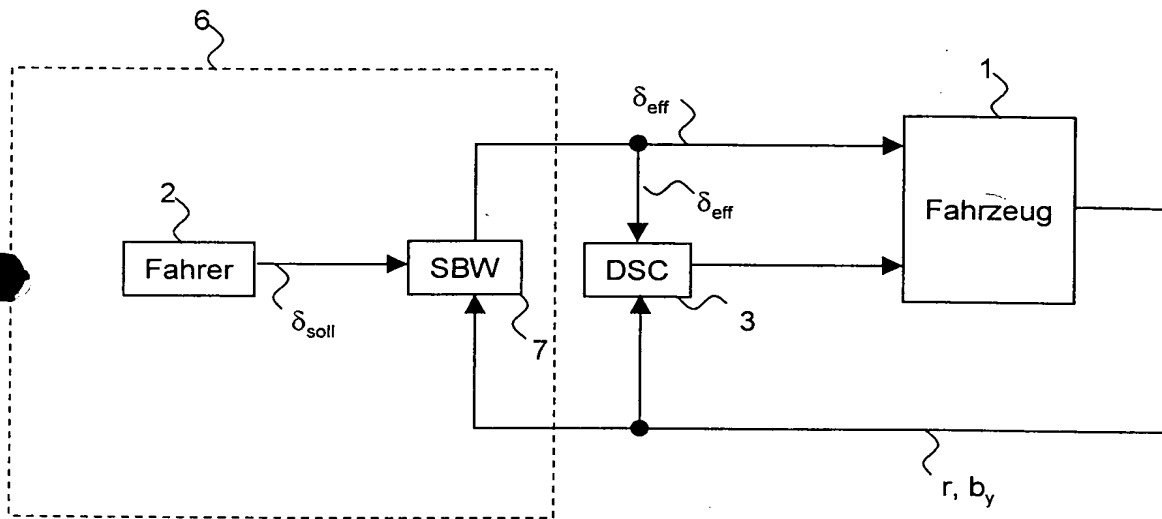 6
1
δeff
2
δeff
Fahrzeug
Fahrer
SBW
DSC
δsoll
3
7
r, by